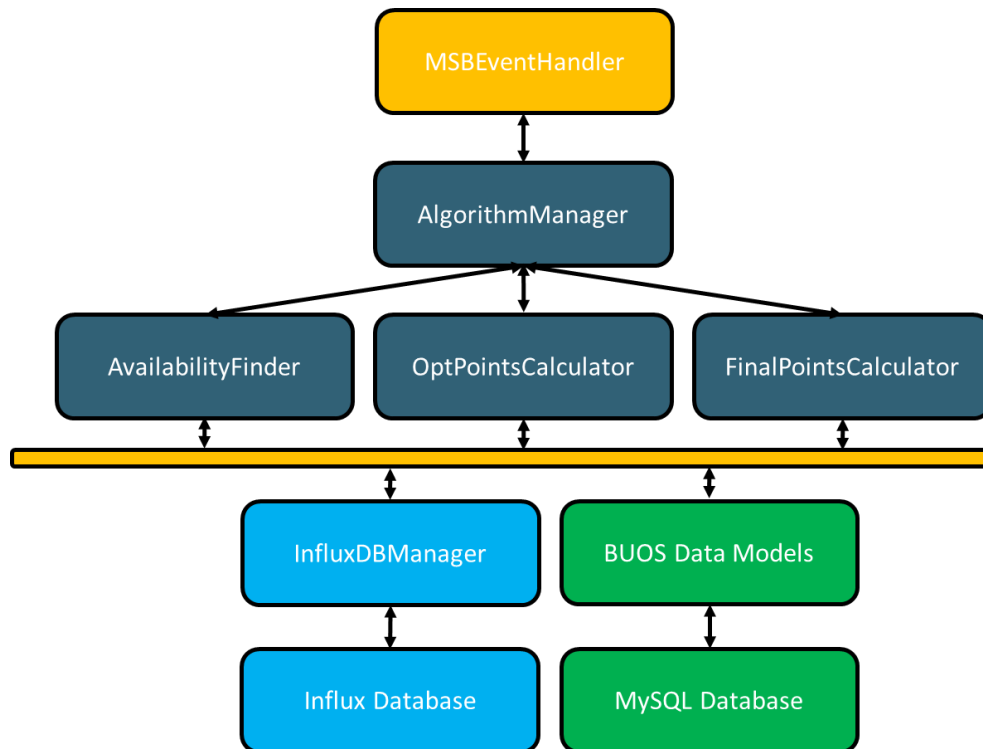 MSBEventHandler
AlgorithmManager
AvailabilityFinder
OptPointsCalculator
FinalPointsCalculator
InfluxDBManager
BUOS Data Models
Influx Database
MySQL Database